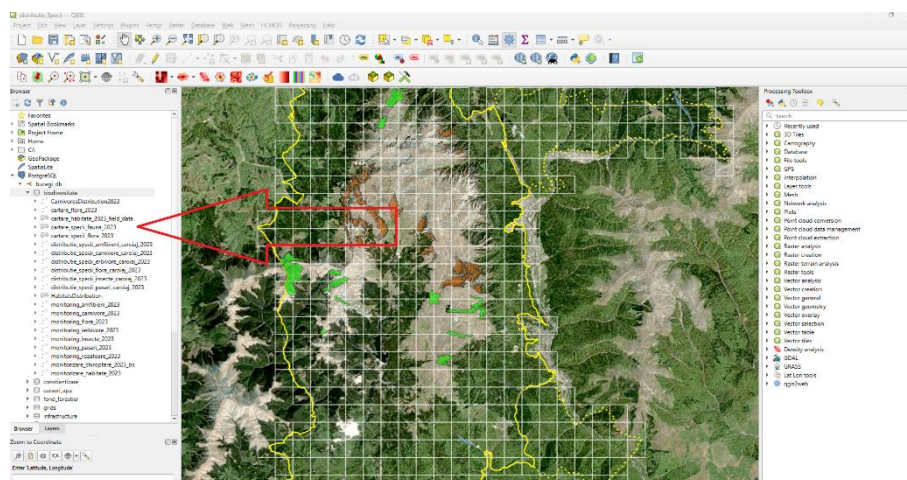 distributie_Specii — QGIS
Project Edit View Layer Settings Plugins Vector Raster Database Web Mesh HCMGIS Processing Help
Browser
Favorites
Spatial Bookmarks
Project Home
Home
C:\
GeoPackage
SpatiaLite
PostgreSQL
bucegi_db
biodiversitate
CarnivoresDistribution2023
cartare_flora_2023
cartare_habitate_2023_field_data
cartare_specii_fauna_2023
cartare_specii_flora_2023
distributie_specii_amfibieni_caroiaj_2023
distributie_specii_carnivore_caroiaj_2023
distributie_specii_erbivore_caroiaj_2023
distributie_specii_flora_caroiaj_2023
distributie_specii_insecte_caroiaj_2023
distributie_specii_pasari_caroiaj_2023
HabitatsDistribution
monitoring_amfibieni_2023
monitoring_carnivore_2023
monitoring_flora_2023
monitoring_ierbivore_2023
monitoring_insecte_2023
monitoring_pasari_2023
monitoring_rozatoare_2023
monitorizare_chiroptere_2023_bit
monitorizare_habitate_2023
constientizare
cursuri_apa
fond_forestier
grids
infrastructure
Browser Layers
Zoom to Coordinate
Enter 'Latitude, Longitude'
Processing Toolbox
Search...
Recently used
3D Tiles
Cartography
Database
File tools
GPS
Interpolation
Layer tools
Mesh
Network analysis
Plots
Point cloud conversion
Point cloud data management
Point cloud extraction
Raster analysis
Raster creation
Raster terrain analysis
Raster tools
Vector analysis
Vector creation
Vector general
Vector geometry
Vector overlay
Vector selection
Vector table
Vector tiles
Density analysis
GDAL
GRASS
Lat Lon tools
qgis2web